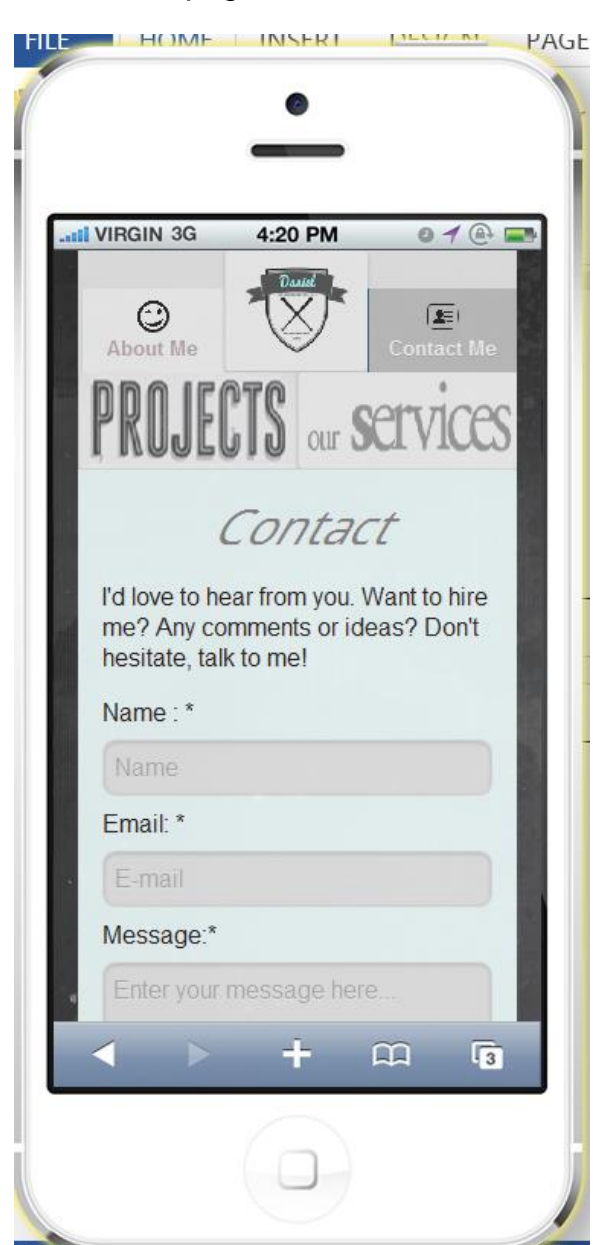 FILE HOME INSERT DESIGN PAGE
VIRGIN 3G 4:20 PM
Daniel
About Me
Contact Me
PROJECTS our services
Contact
I'd love to hear from you. Want to hire
me? Any comments or ideas? Don't
hesitate, talk to me!
Name : *
Name
Email: *
E-mail
Message:*
Enter your message here...
3